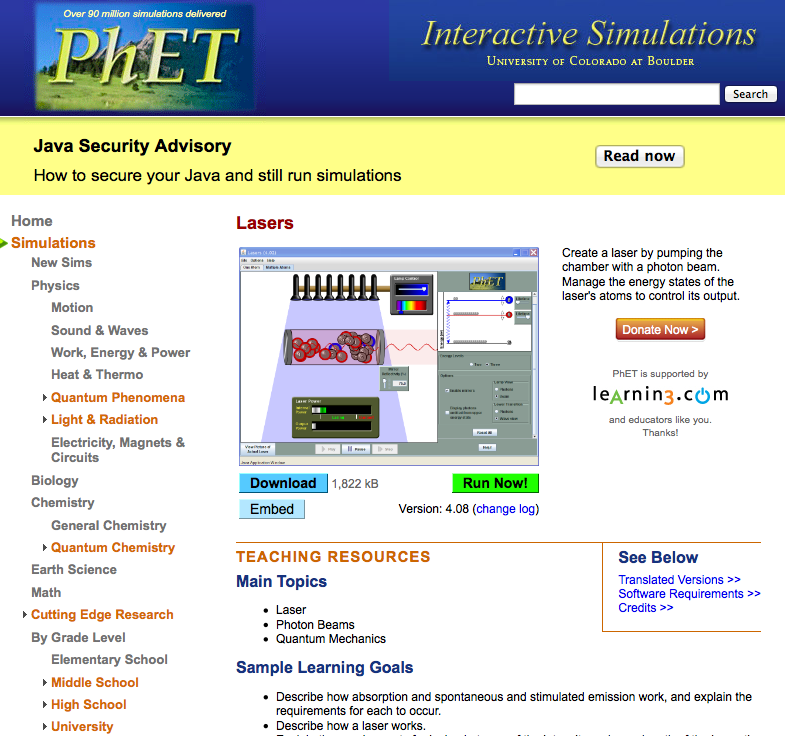 Over 90 million simulations delivered
PhET
Interactive Simulations
University of Colorado at Boulder
Search
Java Security Advisory
How to secure your Java and still run simulations
Read now
Home
Simulations
New Sims
Physics
Motion
Sound & Waves
Work, Energy & Power
Heat & Thermo
Quantum Phenomena
Light & Radiation
Electricity, Magnets &
Circuits
Biology
Chemistry
General Chemistry
Quantum Chemistry
Earth Science
Math
Cutting Edge Research
By Grade Level
Elementary School
Middle School
High School
University
Lasers
PhET
Laser Power
Create a laser by pumping the
chamber with a photon beam.
Manage the energy states of the
laser's atoms to control its output.
Donate Now >
PhET is supported by
learnin3.com
and educators like you.
Thanks!
Download
1,822 kB
Run Now!
Embed
Version: 4.08 (change log)
TEACHING RESOURCES
Main Topics
Laser
Photon Beams
Quantum Mechanics
See Below
Translated Versions >>
Software Requirements >>
Credits >>
Sample Learning Goals
Describe how absorption and spontaneous and stimulated emission work, and explain the
requirements for each to occur.
Describe how a laser works.